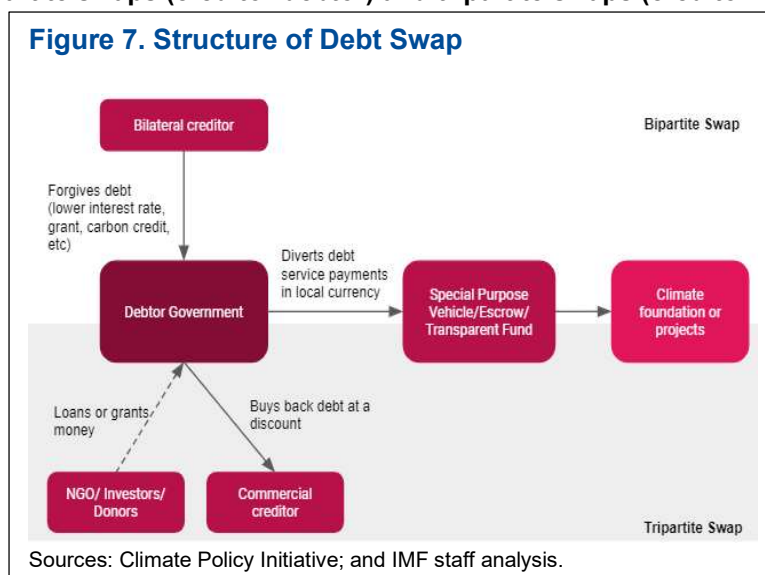 Figure 7. Structure of Debt Swap
Bilateral creditor
Bipartite Swap
Forgives debt
(lower interest rate,
grant, carbon credit,
etc)
Diverts debt
service payments
in local currency
Debtor Government
Special Purpose
Vehicle/Escrow/
Transparent Fund
Climate
foundation or
projects
Loans or grants
money
Buys back debt at a
discount
NGO/ Investors/
Donors
Commercial
creditor
Tripartite Swap
Sources: Climate Policy Initiative; and IMF staff analysis.